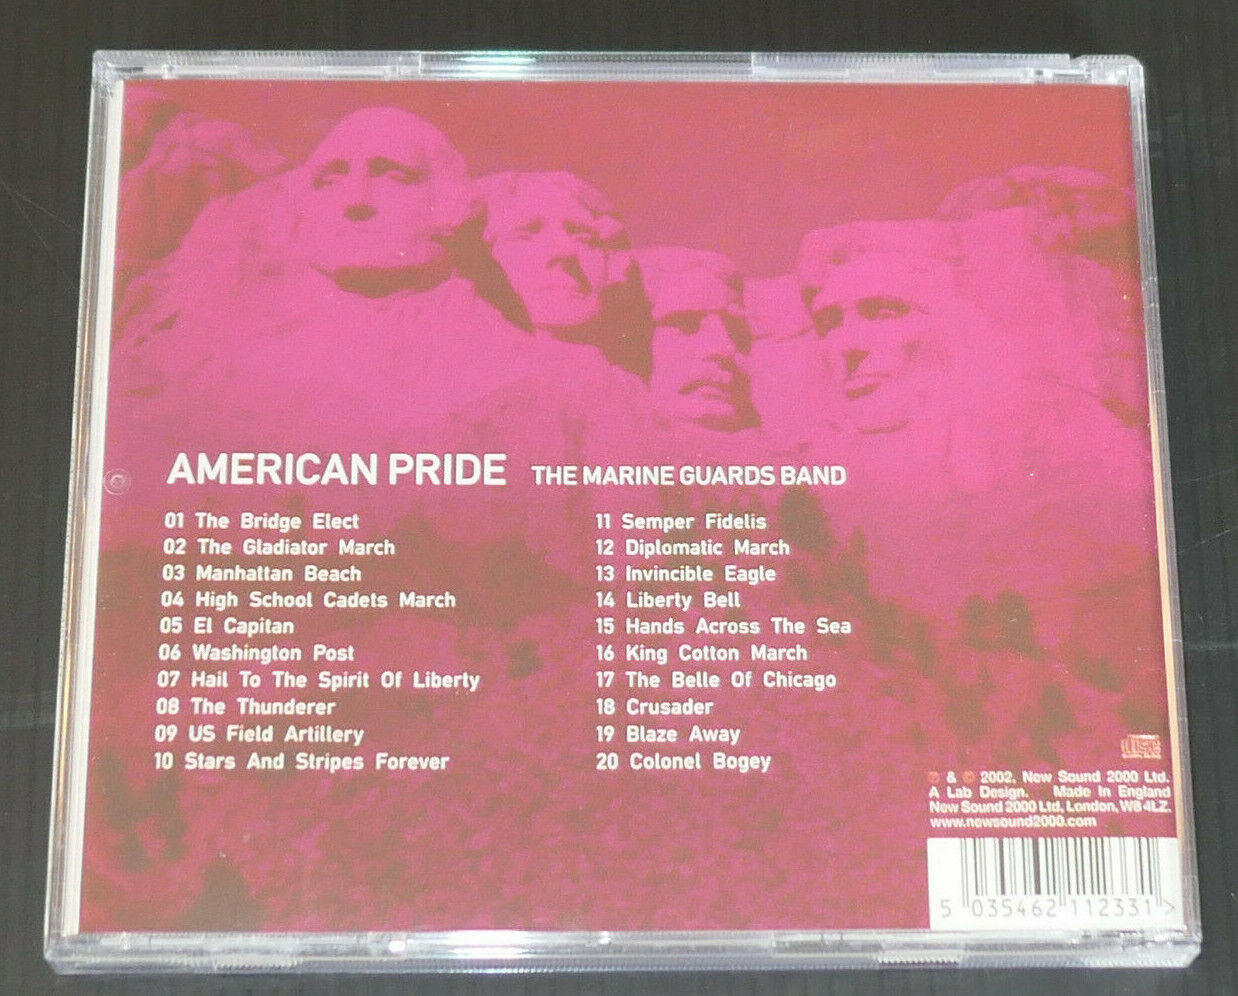 AMERICAN PRIDE THE MARINE GUARDS BAND
01 The Bridge Elect
02 The Gladiator March
03 Manhattan Beach
04 High School Cadets March
05 El Capitan
06 Washington Post
07 Hail To The Spirit Of Liberty
08 The Thunderer
09 US Field Artillery
10 Stars And Stripes Forever
11 Semper Fidelis
12 Diplomatic March
13 Invincible Eagle
14 Liberty Bell
15 Hands Across The Sea
16 King Cotton March
17 The Belle Of Chicago
18 Crusader
19 Blaze Away
20 Colonel Bogey
℗ & © 2002, New Sound 2000 Ltd.
A Lab Design. Made In England
New Sound 2000 Ltd, London, W8 4LZ.
www.newsound2000.com
5 035462 112331 >